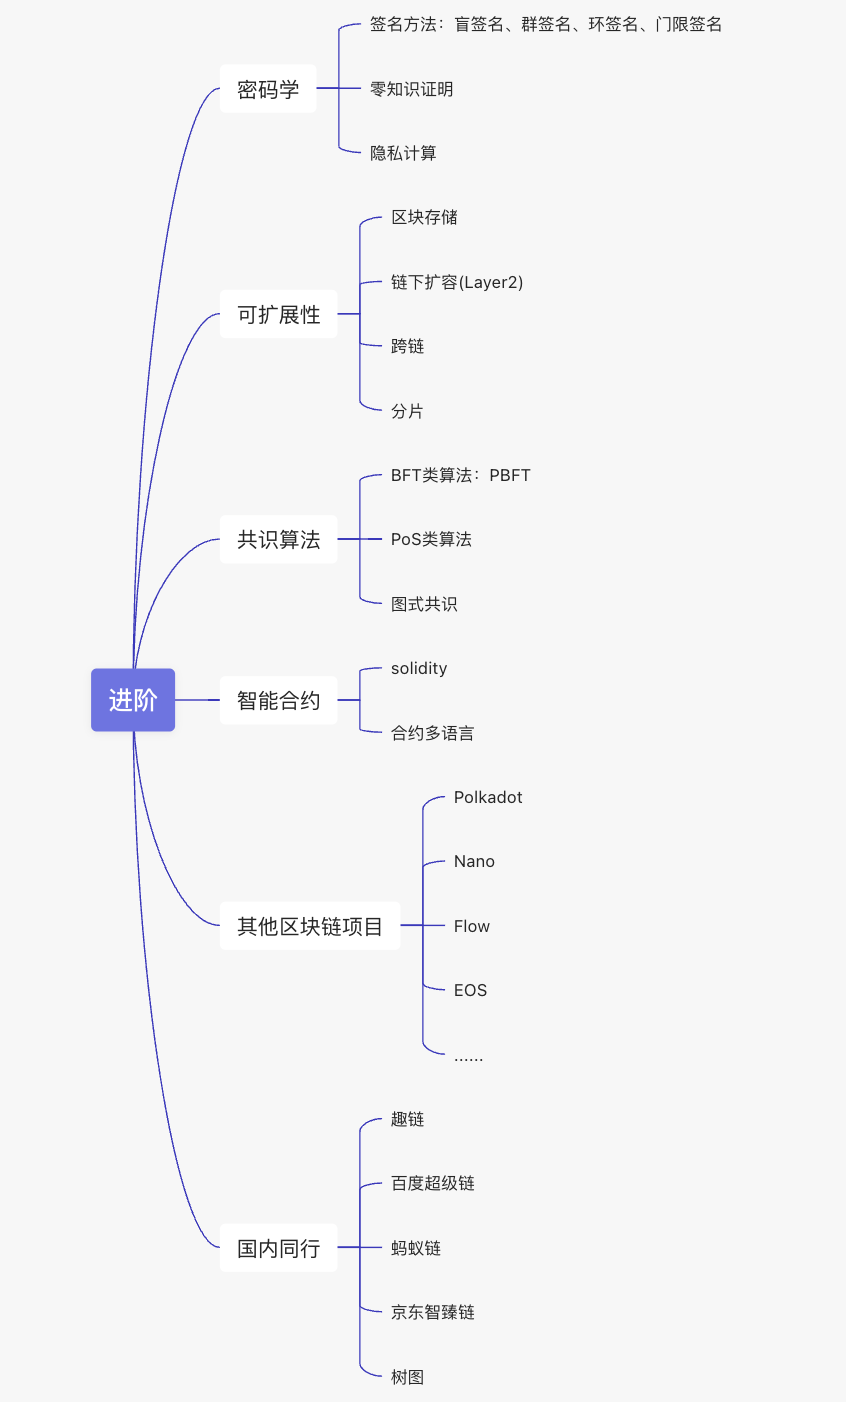 进阶
密码学
签名方法：盲签名、群签名、环签名、门限签名
零知识证明
隐私计算
可扩展性
区块存储
链下扩容(Layer2)
跨链
分片
共识算法
BFT类算法：PBFT
PoS类算法
图式共识
智能合约
solidity
合约多语言
其他区块链项目
Polkadot
Nano
Flow
EOS
......
国内同行
趣链
百度超级链
蚂蚁链
京东智臻链
树图